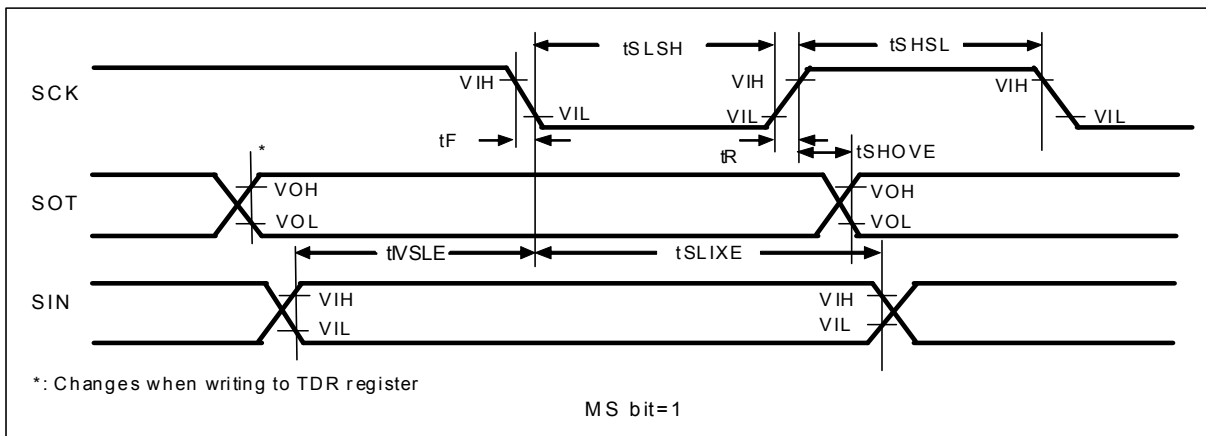 tSLSH
tSHSL
SCK
VIH
VIL
VIH
VIL
VIH
VIL
tF
tR
tSHOVE
*
SOT
VOH
VOL
VOH
VOL
tIVSLE
tSLIXE
SIN
VIH
VIL
VIH
VIL
*: Changes when writing to TDR register
MS bit=1